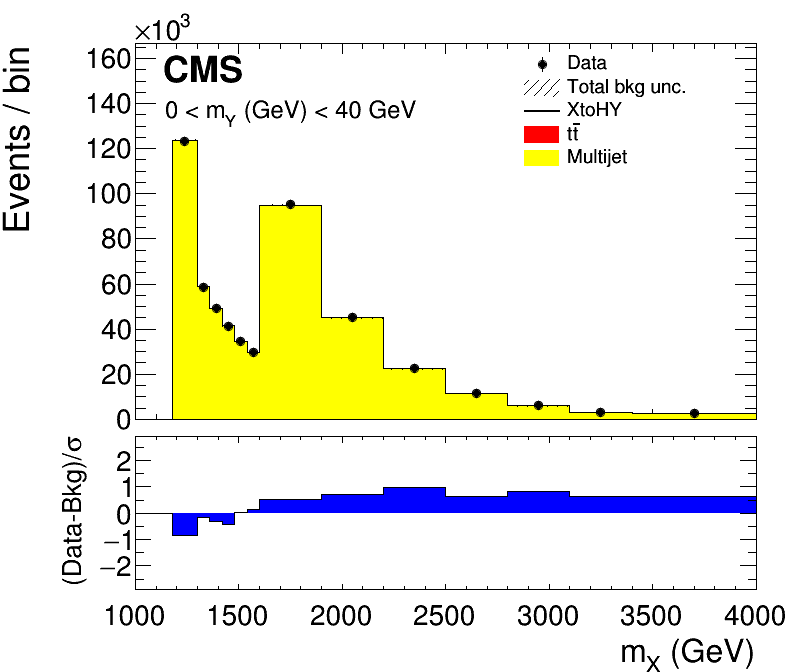 ×10³
Events / bin
160
140
120
100
80
60
40
20
0
CMS
0 < m_Y (GeV) < 40 GeV
Data
Total bkg unc.
XtoHY
tt̄
Multijet
(Data-Bkg)/σ
2
1
0
−1
−2
1000 1500 2000 2500 3000 3500 4000
m_X (GeV)